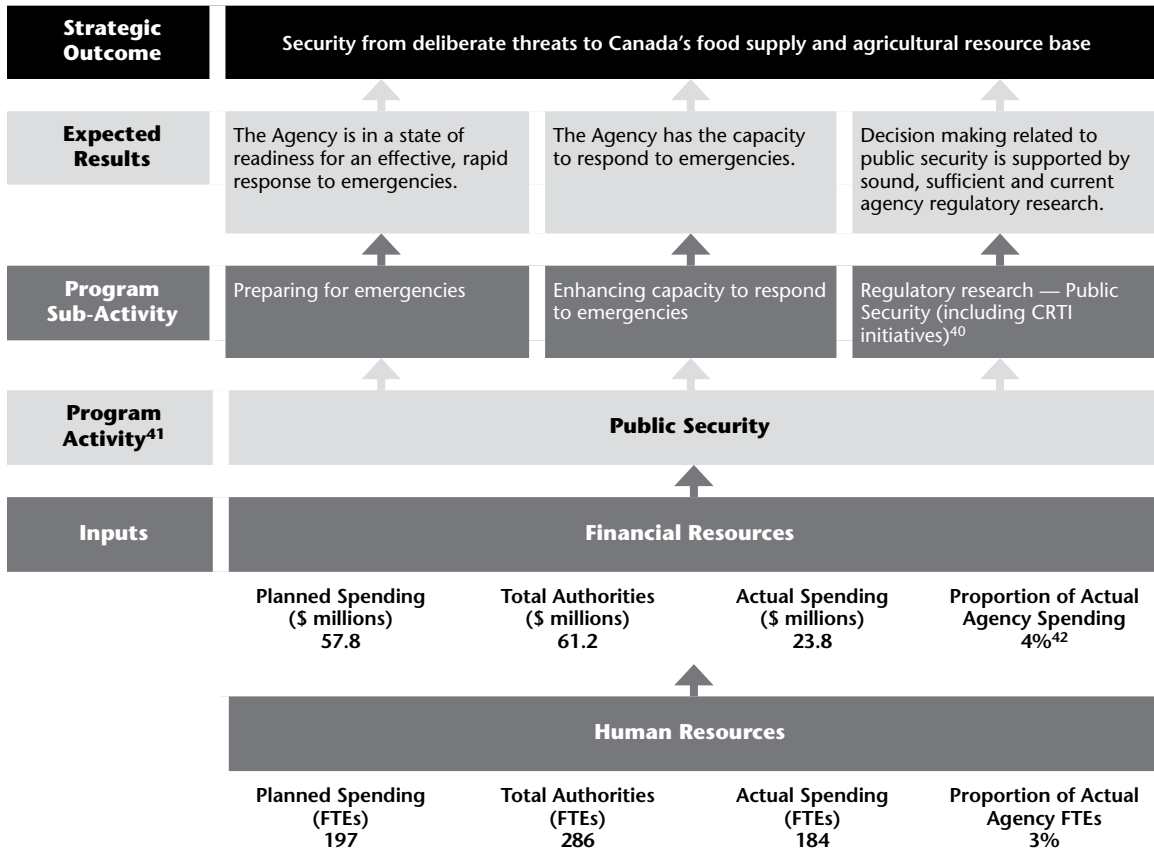 Strategic
Outcome
Security from deliberate threats to Canada’s food supply and agricultural resource base
Expected
Results
The Agency is in a state of
readiness for an effective, rapid
response to emergencies.
The Agency has the capacity
to respond to emergencies.
Decision making related to
public security is supported by
sound, sufficient and current
agency regulatory research.
Program
Sub-Activity
Preparing for emergencies
Enhancing capacity to respond
to emergencies
Regulatory research — Public
Security (including CRTI
initiatives)40
Program
Activity41
Public Security
Inputs
Financial Resources
Planned Spending
($ millions)
57.8
Total Authorities
($ millions)
61.2
Actual Spending
($ millions)
23.8
Proportion of Actual
Agency Spending
4%42
Human Resources
Planned Spending
(FTEs)
197
Total Authorities
(FTEs)
286
Actual Spending
(FTEs)
184
Proportion of Actual
Agency FTEs
3%